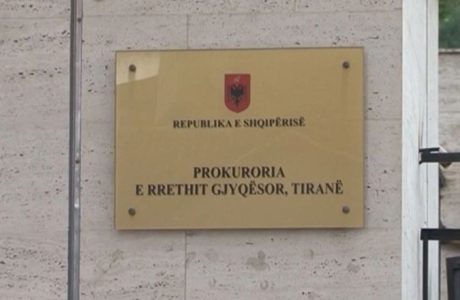 REPUBLIKA E SHQIPËRISË
PROKURORIA
E RRETHIT GJYQËSOR, TIRANË